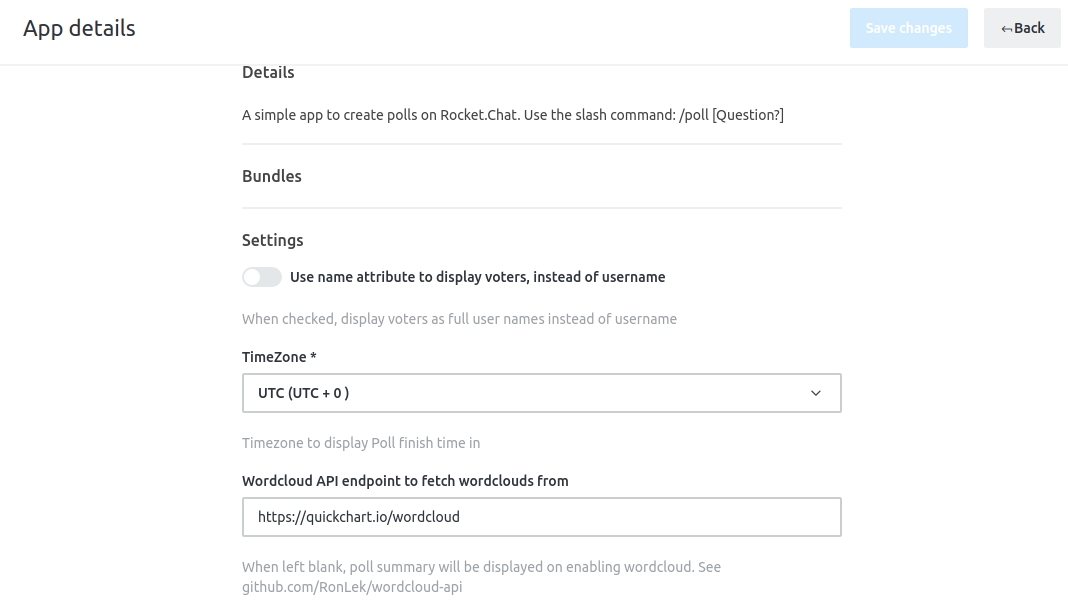 App details
Save changes
Back
Details
A simple app to create polls on Rocket.Chat. Use the slash command: /poll [Question?]
Bundles
Settings
Use name attribute to display voters, instead of username
When checked, display voters as full user names instead of username
TimeZone *
UTC (UTC + 0 )
Timezone to display Poll finish time in
Wordcloud API endpoint to fetch wordclouds from
https://quickchart.io/wordcloud
When left blank, poll summary will be displayed on enabling wordcloud. See
github.com/RonLek/wordcloud-api